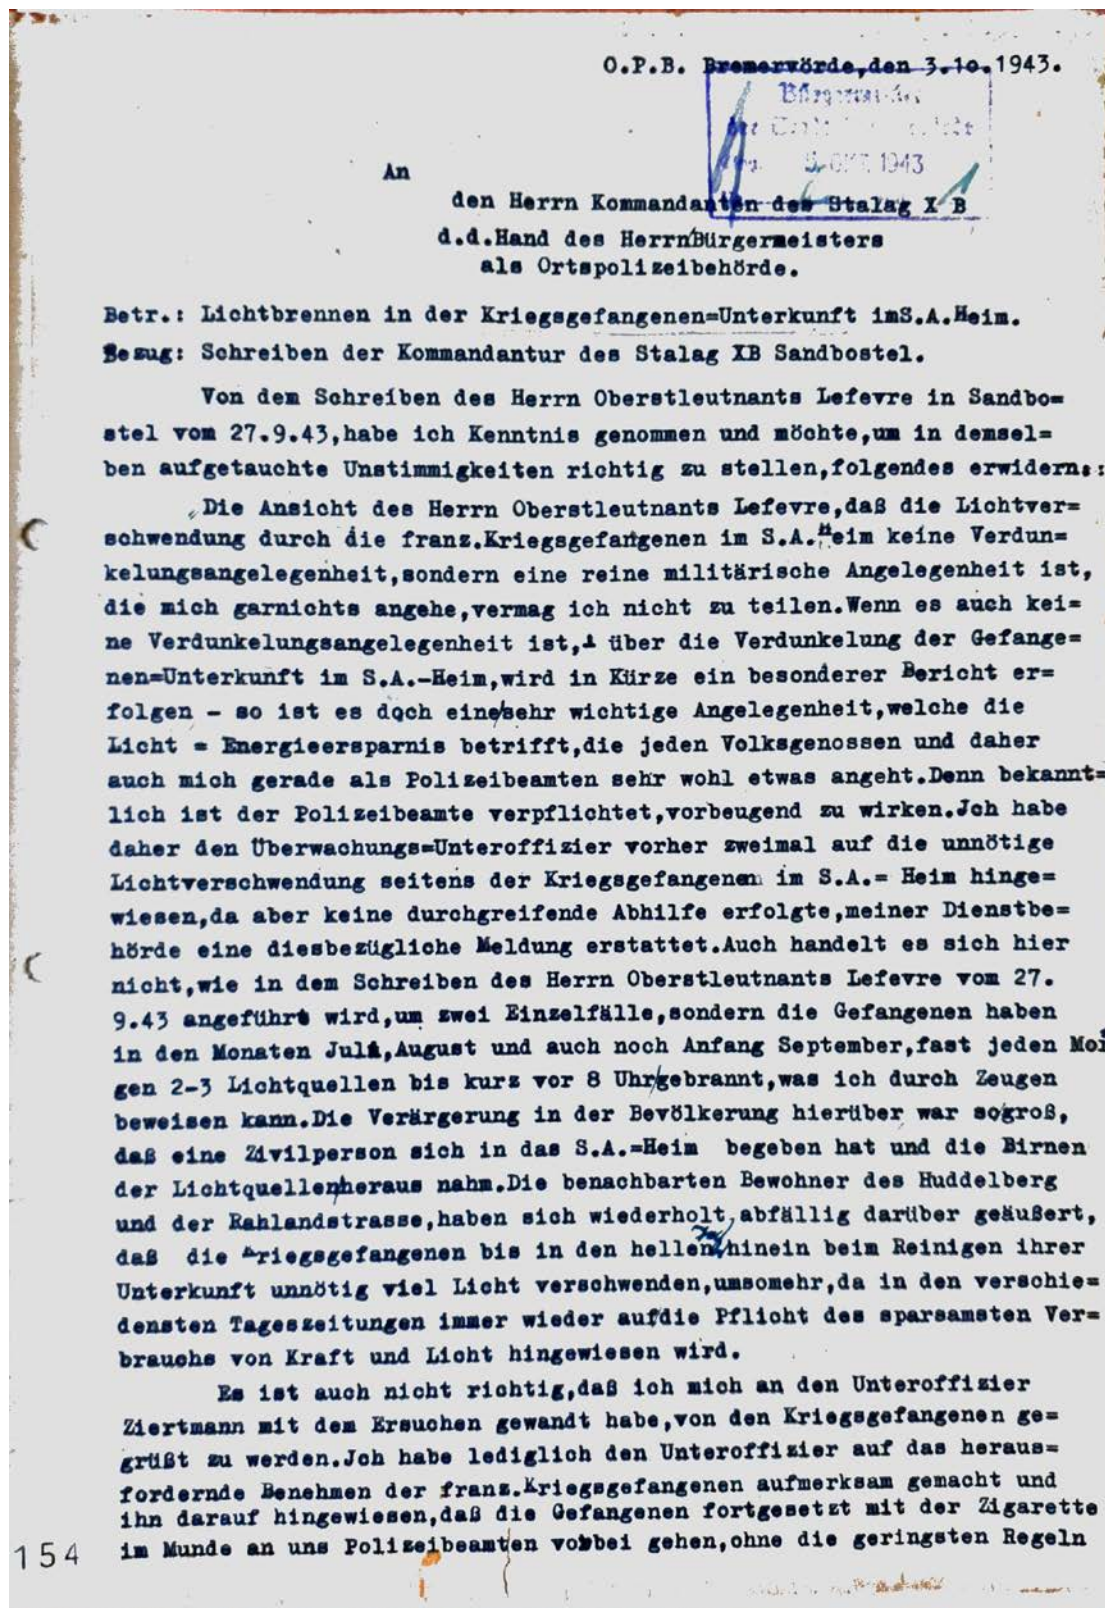 O.P.B. Bremervörde,den 3.10.1943.
Bürgermeister
der
5. OKT. 1943
An
den Herrn Kommandanten des Stalag X B
d.d.Hand des Herrn/Bürgermeisters
als Ortspolizeibehörde.
Betr.: Lichtbrennen in der Kriegsgefangenen=Unterkunft imS.A.Heim.
Bezug: Schreiben der Kommandantur des Stalag XB Sandbostel.
Von dem Schreiben des Herrn Oberstleutnants Lefevre in Sandbo=
stel vom 27.9.43,habe ich Kenntnis genommen und möchte,um in demsel=
ben aufgetauchte Unstimmigkeiten richtig zu stellen,folgendes erwidern.:
„Die Ansicht des Herrn Oberstleutnants Lefevre,daß die Lichtver=
schwendung durch die franz.Kriegsgefangenen im S.A.Heim keine Verdun=
kelungsangelegenheit,sondern eine reine militärische Angelegenheit ist,
die mich garnichts angehe,vermag ich nicht zu teilen.Wenn es auch kei=
ne Verdunkelungsangelegenheit ist,- über die Verdunkelung der Gefange=
nen=Unterkunft im S.A.-Heim,wird in Kürze ein besonderer Bericht er=
folgen - so ist es doch eine/sehr wichtige Angelegenheit,welche die
Licht = Energieersparnis betrifft,die jeden Volksgenossen und daher
auch mich gerade als Polizeibeamten sehr wohl etwas angeht.Denn bekannt=
lich ist der Polizeibeamte verpflichtet,vorbeugend zu wirken.Jch habe
daher den Überwachungs=Unteroffizier vorher zweimal auf die unnötige
Lichtverschwendung seitens der Kriegsgefangenen im S.A.= Heim hinge=
wiesen,da aber keine durchgreifende Abhilfe erfolgte,meiner Dienstbe=
hörde eine diesbezügliche Meldung erstattet.Auch handelt es sich hier
nicht,wie in dem Schreiben des Herrn Oberstleutnants Lefevre vom 27.
9.43 angeführt wird,um zwei Einzelfälle,sondern die Gefangenen haben
in den Monaten Juli,August und auch noch Anfang September,fast jeden Mor
gen 2-3 Lichtquellen bis kurz vor 8 Uhr/gebrannt,was ich durch Zeugen
beweisen kann.Die Verärgerung in der Bevölkerung hierüber war sogroß,
daß eine Zivilperson sich in das S.A.=Heim begeben hat und die Birnen
der Lichtquellen/heraus nahm.Die benachbarten Bewohner des Huddelberg
und der Rahlandstrasse,haben sich wiederholt,abfällig darüber geäußert,
daß die Kriegsgefangenen bis in den hellen Tag hinein beim Reinigen ihrer
Unterkunft unnötig viel Licht verschwenden,umsomehr,da in den verschie=
densten Tageszeitungen immer wieder auf/die Pflicht des sparsamsten Ver=
brauchs von Kraft und Licht hingewiesen wird.
Es ist auch nicht richtig,daß ich mich an den Unteroffizier
Ziertmann mit dem Ersuchen gewandt habe,von den Kriegsgefangenen ge=
grüßt zu werden.Jch habe lediglich den Unteroffizier auf das heraus=
fordernde Benehmen der franz.Kriegsgefangenen aufmerksam gemacht und
ihn darauf hingewiesen,daß die Gefangenen fortgesetzt mit der Zigarette
im Munde an uns Polizeibeamten vorbei gehen,ohne die geringsten Regeln
154